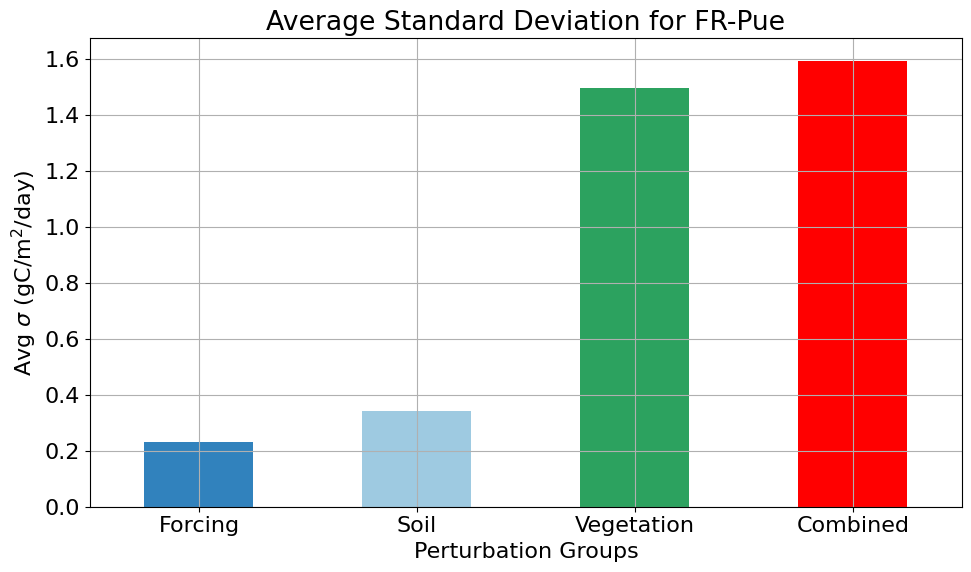 Average Standard Deviation for FR-Pue
Avg σ (gC/m²/day)
1.6
1.4
1.2
1.0
0.8
0.6
0.4
0.2
0.0
Forcing Soil Vegetation Combined
Perturbation Groups